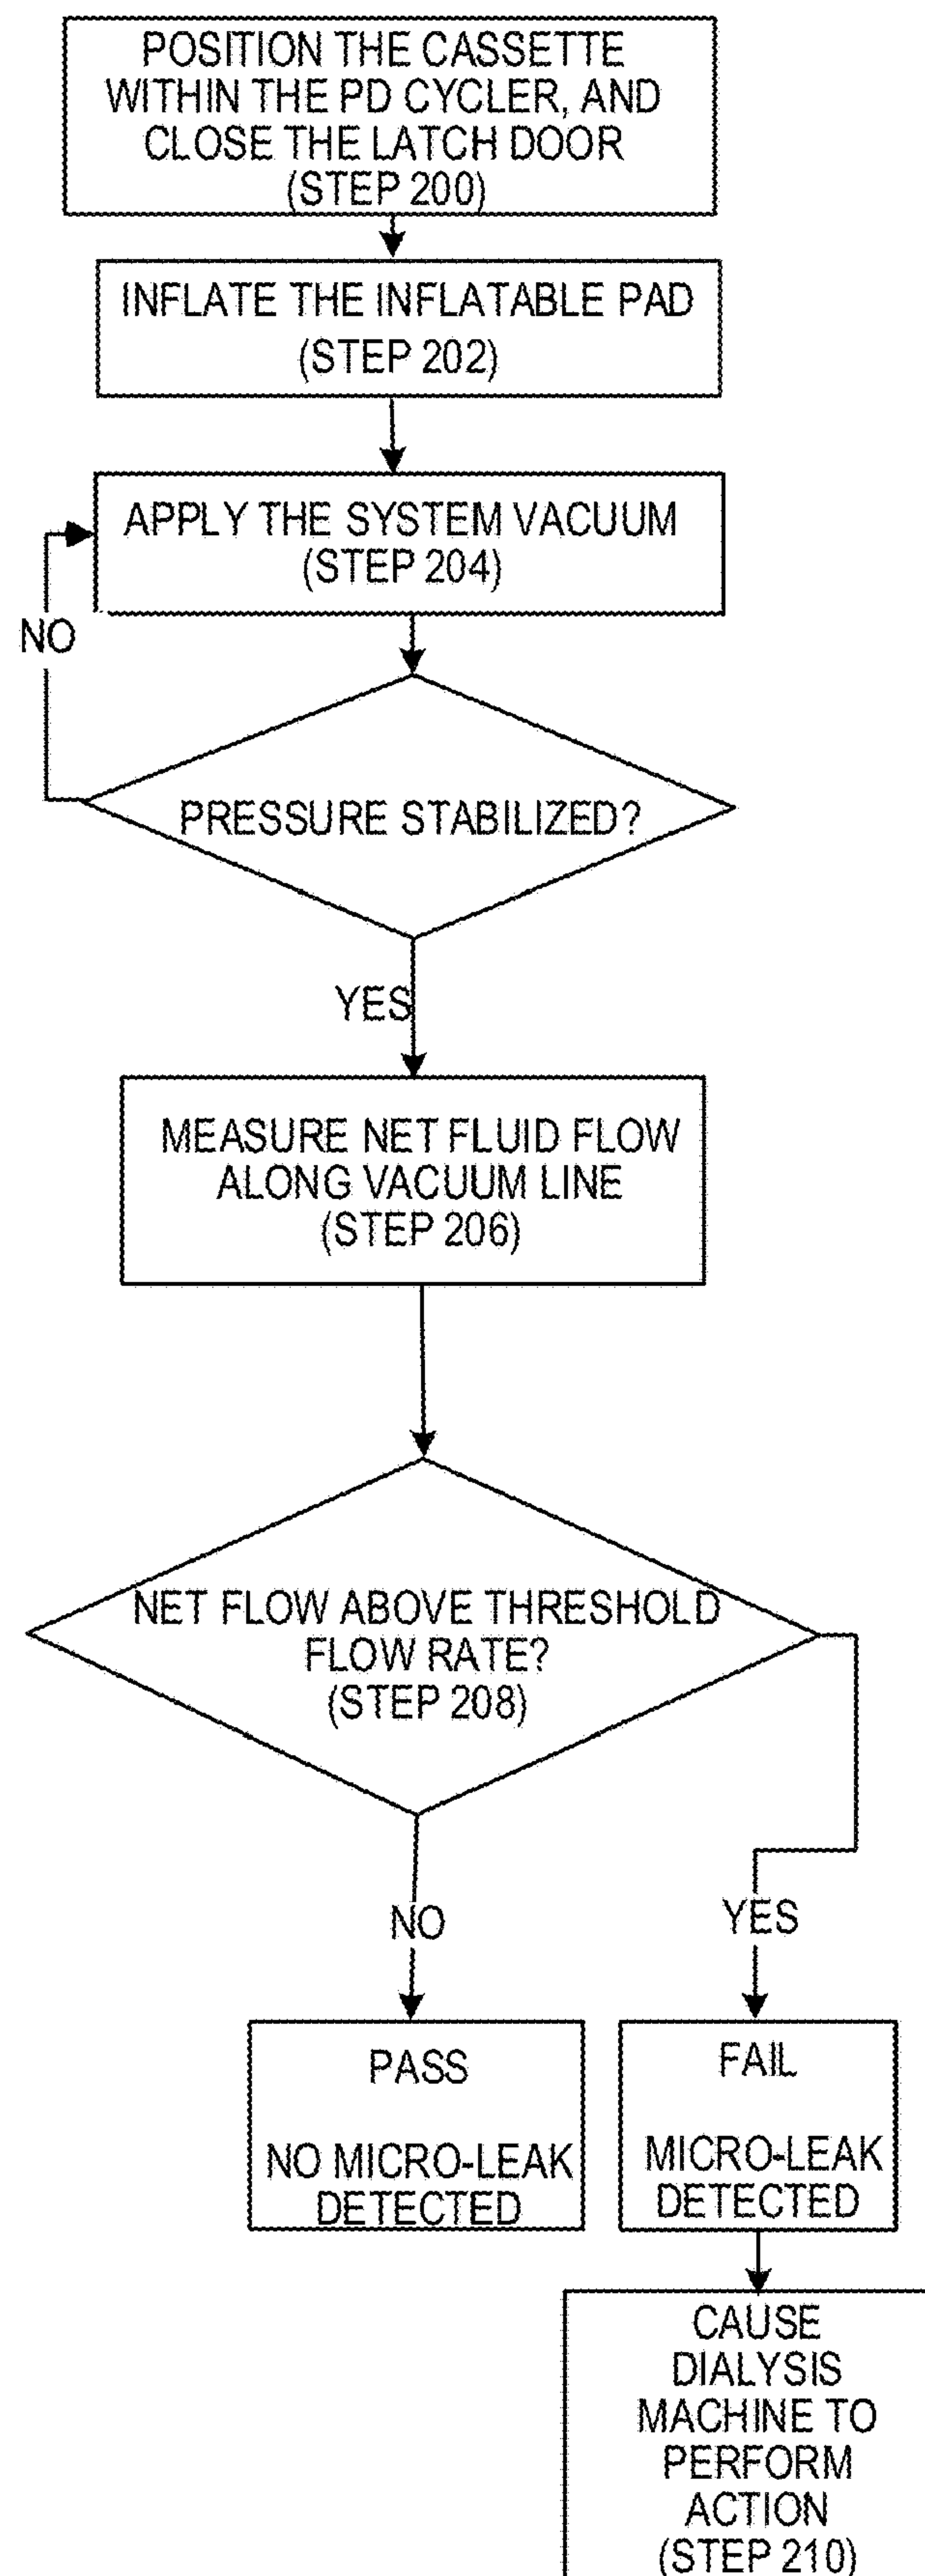 POSITION THE CASSETTE
WITHIN THE PD CYCLER, AND
CLOSE THE LATCH DOOR
(STEP 200)
INFLATE THE INFLATABLE PAD
(STEP 202)
APPLY THE SYSTEM VACUUM
(STEP 204)
NO
PRESSURE STABILIZED?
YES
MEASURE NET FLUID FLOW
ALONG VACUUM LINE
(STEP 206)
NET FLOW ABOVE THRESHOLD
FLOW RATE?
(STEP 208)
NO
YES
PASS
NO MICRO-LEAK
DETECTED
FAIL
MICRO-LEAK
DETECTED
CAUSE
DIALYSIS
MACHINE TO
PERFORM
ACTION
(STEP 210)